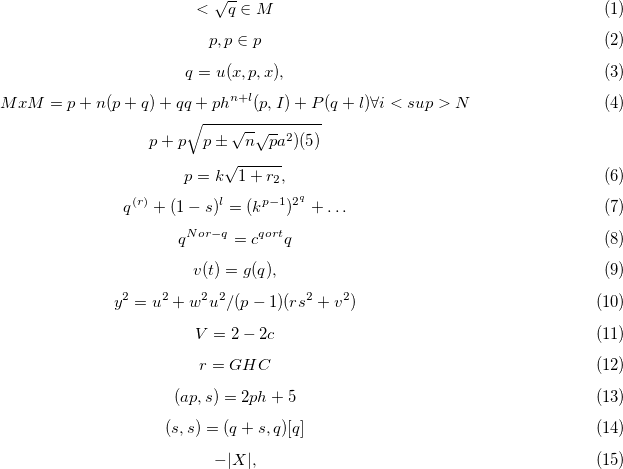 < √q ∈ M (1)
p, p ∈ p (2)
q = u(x, p, x), (3)
MxM = p + n(p + q) + qq + ph^{n+l}(p, I) + P(q + l)∀i < sup > N (4)
p + p√(p ± √n√pa²)(5)
p = k√(1 + r₂), (6)
q^{(r)} + (1 − s)^l = (k^{p−1})^{2^q} + … (7)
q^{Nor−q} = c^{qort}q (8)
v(t) = g(q), (9)
y² = u² + w²u²/(p − 1)(rs² + v²) (10)
V = 2 − 2c (11)
r = GHC (12)
(ap, s) = 2ph + 5 (13)
(s, s) = (q + s, q)[q] (14)
−|X|, (15)